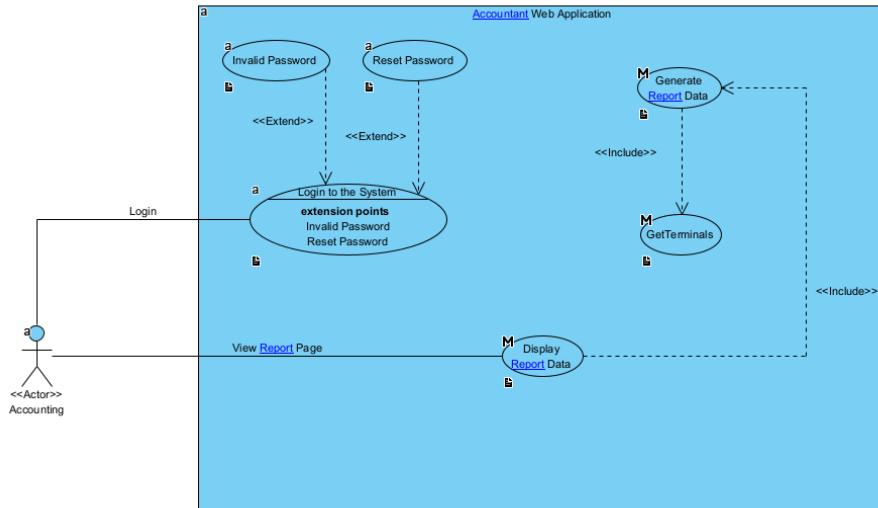 a
Accountant Web Application
a
Invalid Password
a
Reset Password
M
Generate
Report Data
<<Extend>>
<<Extend>>
<<Include>>
a
Login to the System
extension points
Invalid Password
Reset Password
Login
M
GetTerminals
<<Include>>
a
View Report Page
M
Display
Report Data
<<Actor>>
Accounting